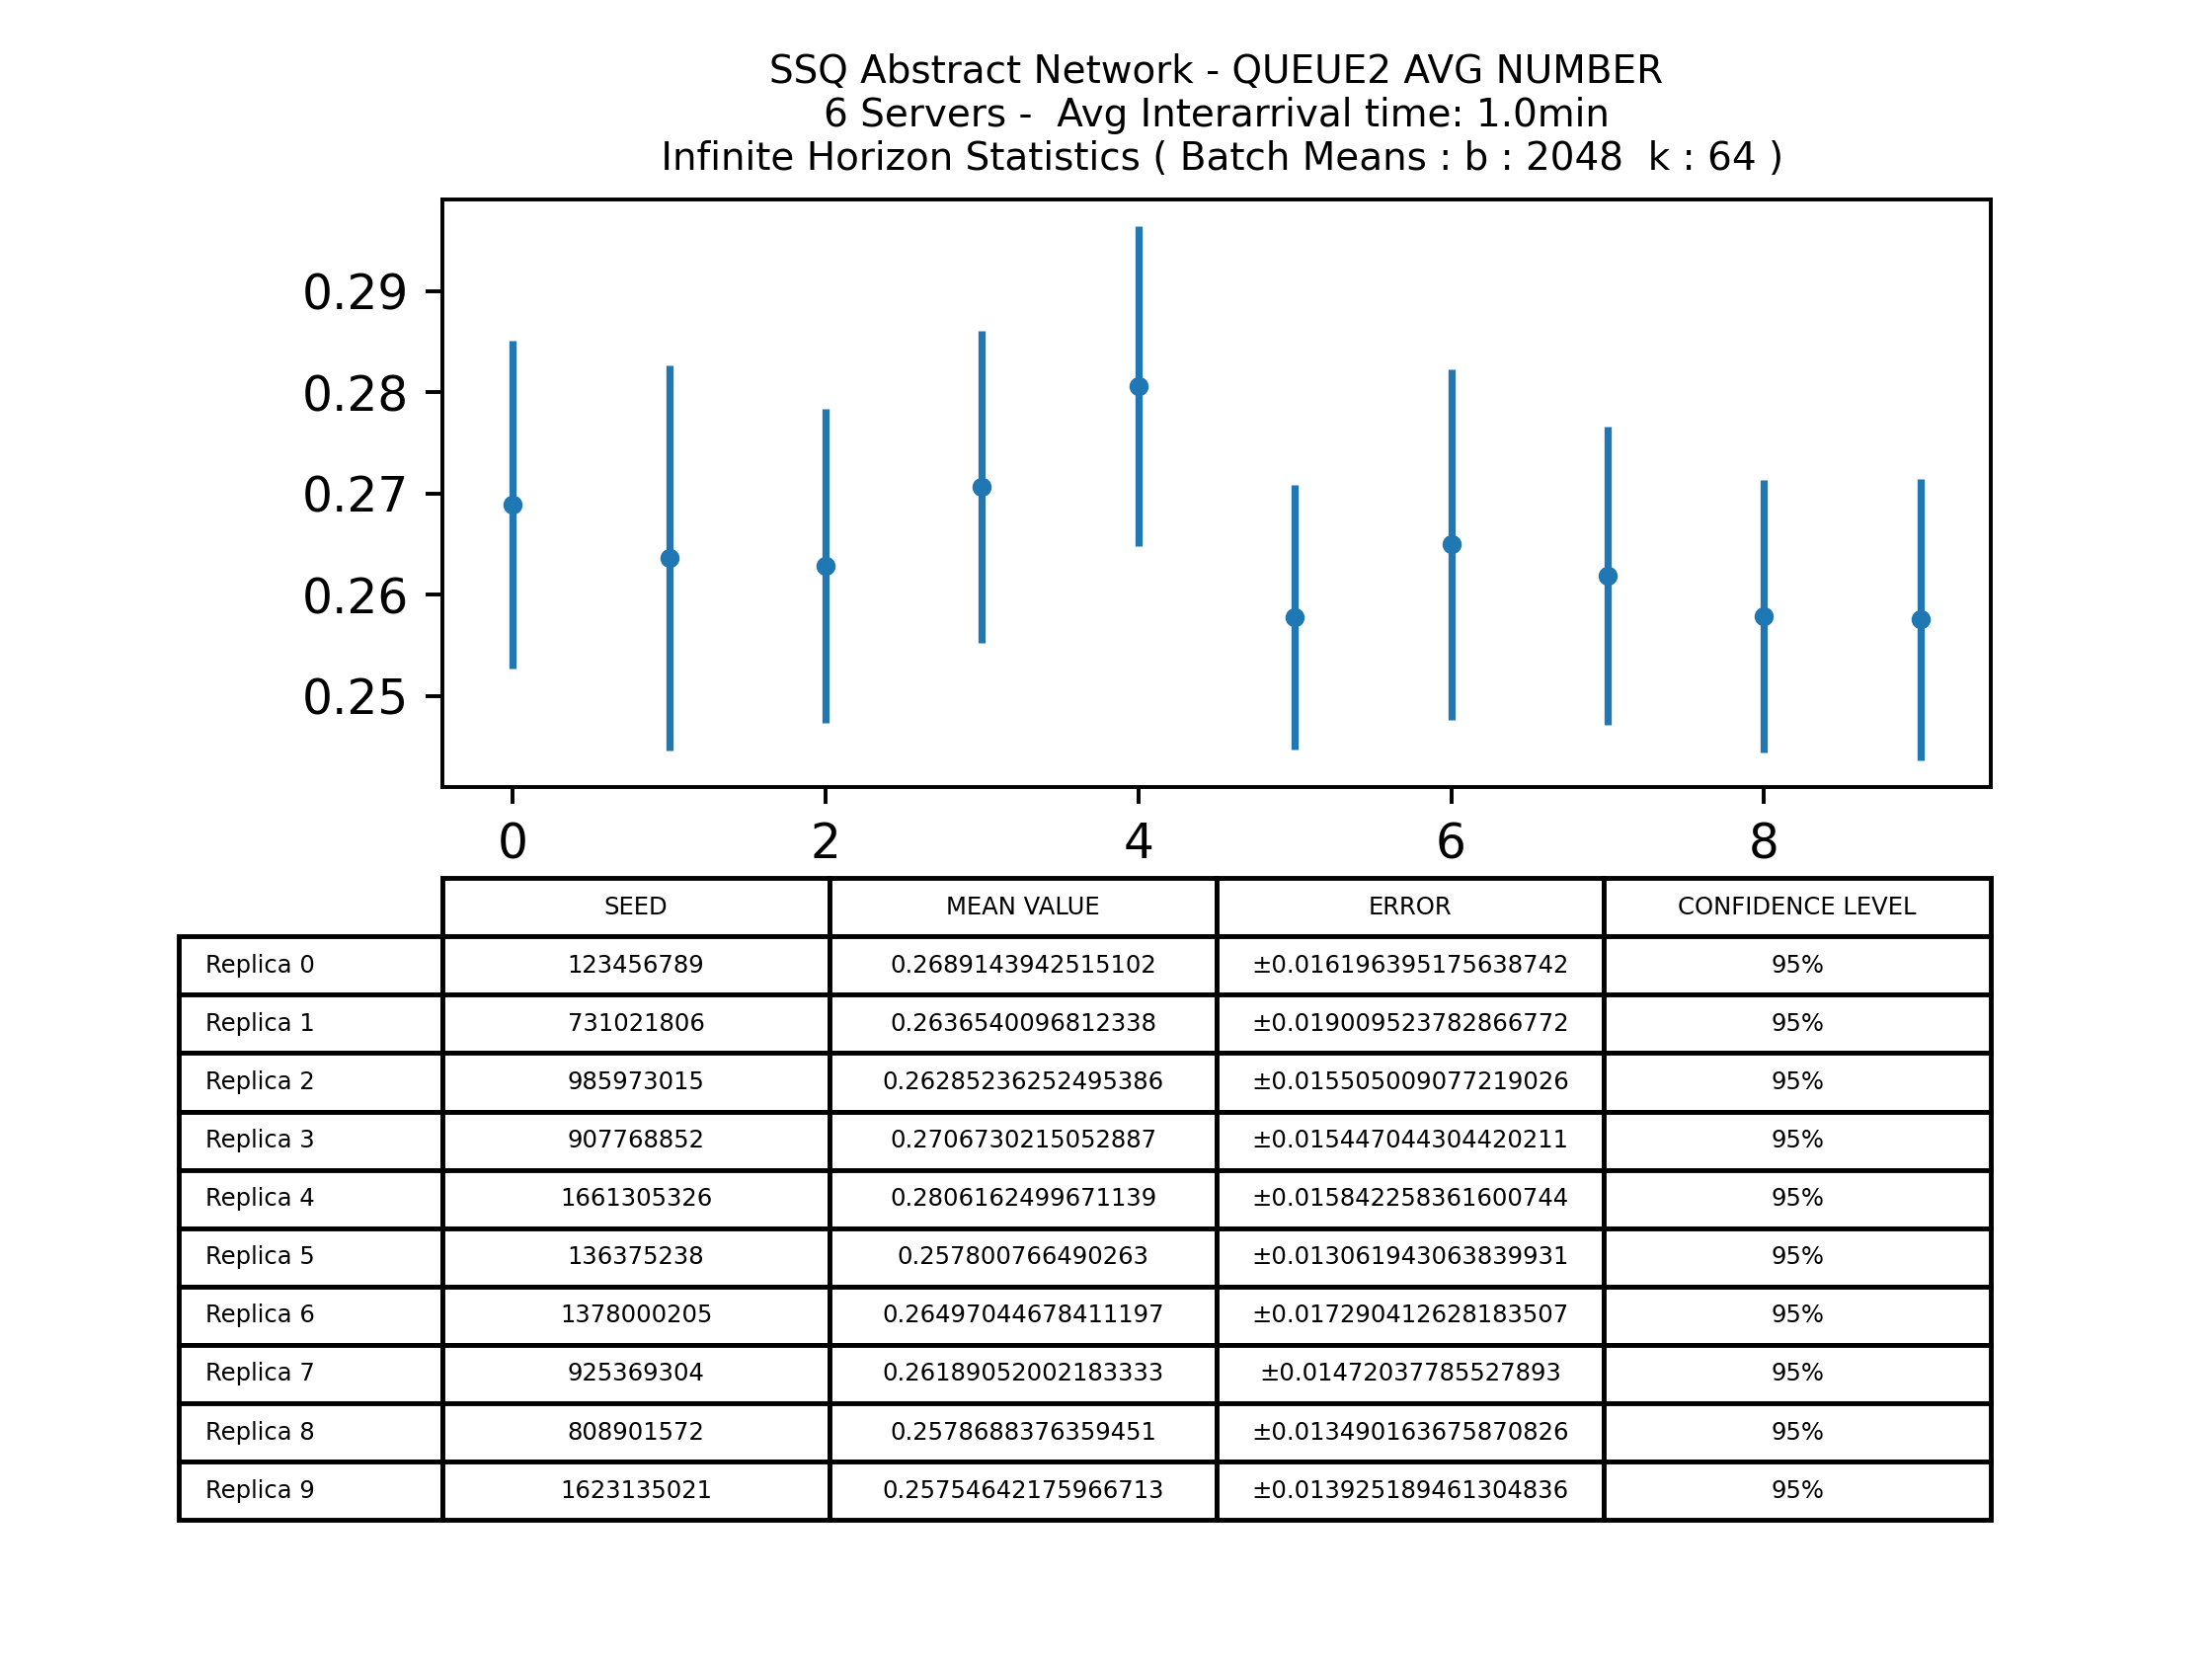 SSQ Abstract Network - QUEUE2 AVG NUMBER
6 Servers -  Avg Interarrival time: 1.0min
Infinite Horizon Statistics ( Batch Means : b : 2048  k : 64 )
0.29
0.28
0.27
0.26
0.25
0 2 4 6 8
SEED MEAN VALUE ERROR CONFIDENCE LEVEL
Replica 0 123456789 0.2689143942515102 ±0.016196395175638742 95%
Replica 1 731021806 0.2636540096812338 ±0.019009523782866772 95%
Replica 2 985973015 0.26285236252495386 ±0.015505009077219026 95%
Replica 3 907768852 0.2706730215052887 ±0.015447044304420211 95%
Replica 4 1661305326 0.2806162499671139 ±0.015842258361600744 95%
Replica 5 136375238 0.257800766490263 ±0.013061943063839931 95%
Replica 6 1378000205 0.26497044678411197 ±0.017290412628183507 95%
Replica 7 925369304 0.26189052002183333 ±0.01472037785527893 95%
Replica 8 808901572 0.2578688376359451 ±0.013490163675870826 95%
Replica 9 1623135021 0.25754642175966713 ±0.013925189461304836 95%